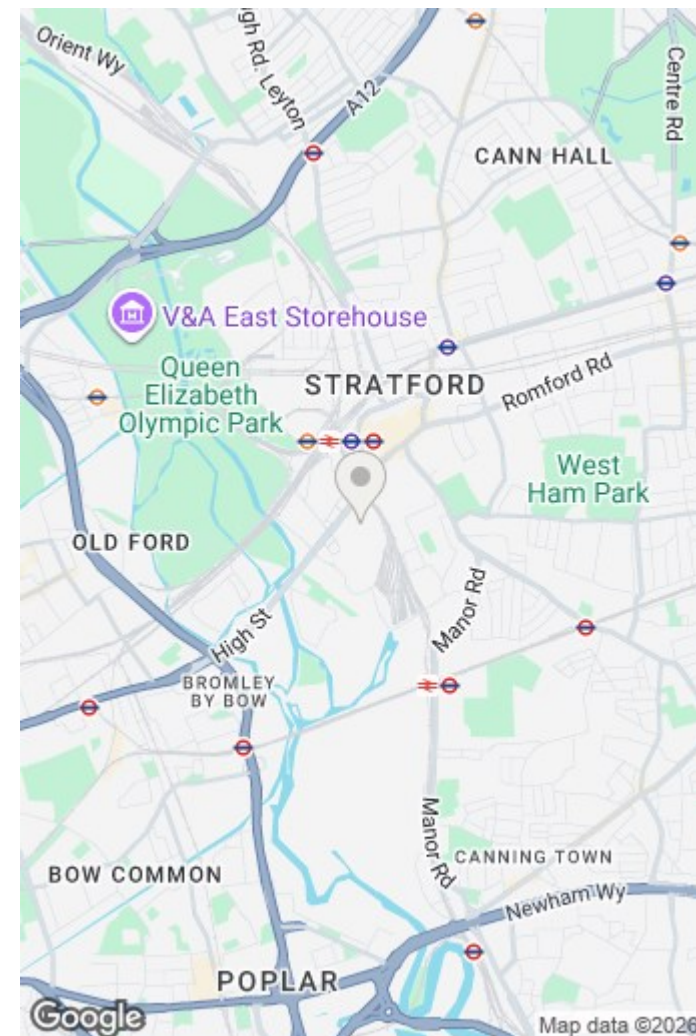 Orient Wy
gh Rd. Leyton
A12
Centre Rd
CANN HALL
V&A East Storehouse
Queen
Elizabeth
Olympic Park
STRATFORD
Romford Rd
West
Ham Park
OLD FORD
High St
Manor Rd
BROMLEY
BY BOW
Manor Rd
CANNING TOWN
BOW COMMON
Newham Wy
POPLAR
Google
Map data ©2026